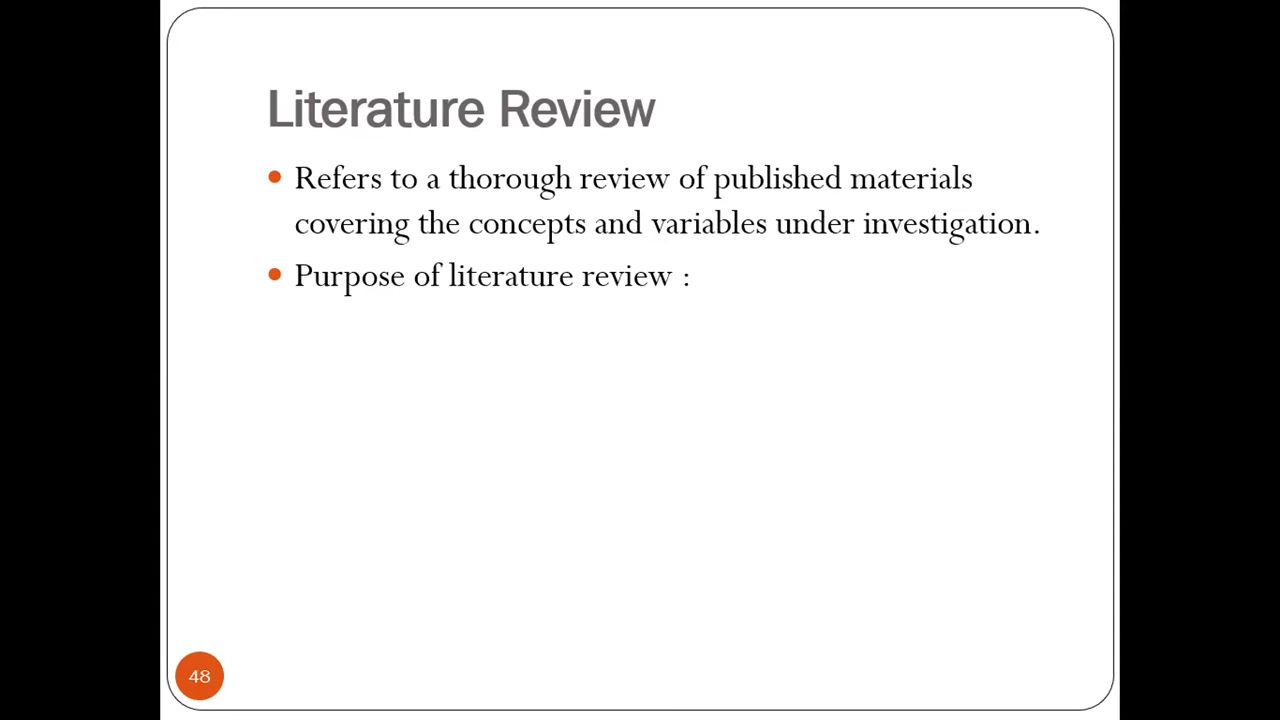 Literature Review
• Refers to a thorough review of published materials
covering the concepts and variables under investigation.
• Purpose of literature review :
48